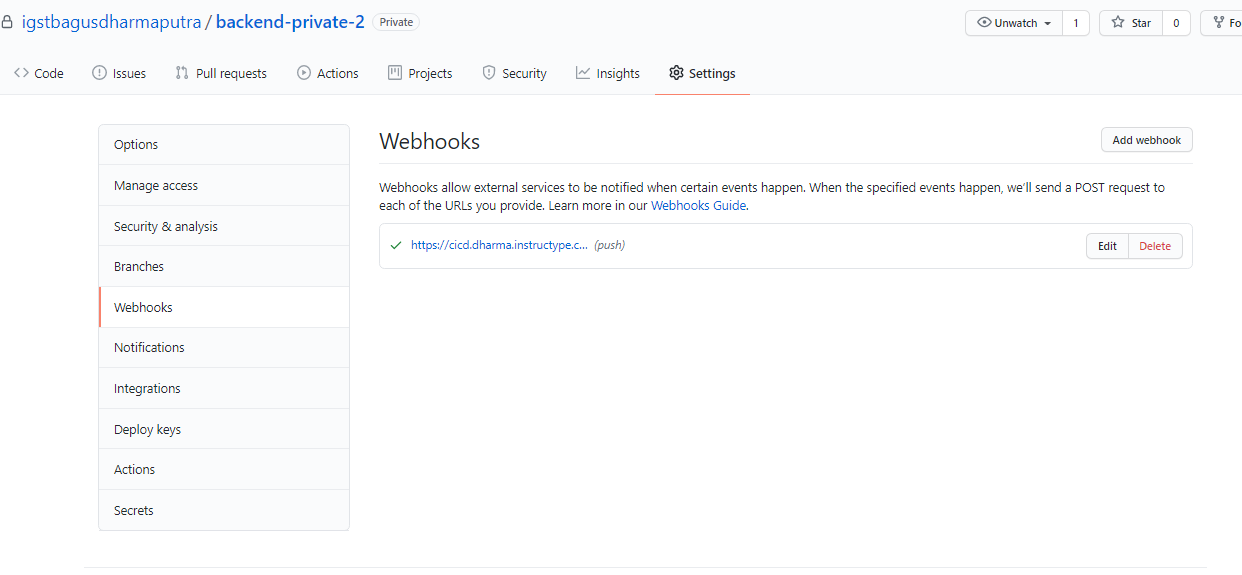 igstbagusdharmaputra / backend-private-2 Private Unwatch 1 Star 0 Fo
Code Issues Pull requests Actions Projects Security Insights Settings
Options
Manage access
Security & analysis
Branches
Webhooks
Notifications
Integrations
Deploy keys
Actions
Secrets
Webhooks Add webhook
Webhooks allow external services to be notified when certain events happen. When the specified events happen, we'll send a POST request to
each of the URLs you provide. Learn more in our Webhooks Guide.
https://cicd.dharma.instructype.c... (push) Edit Delete